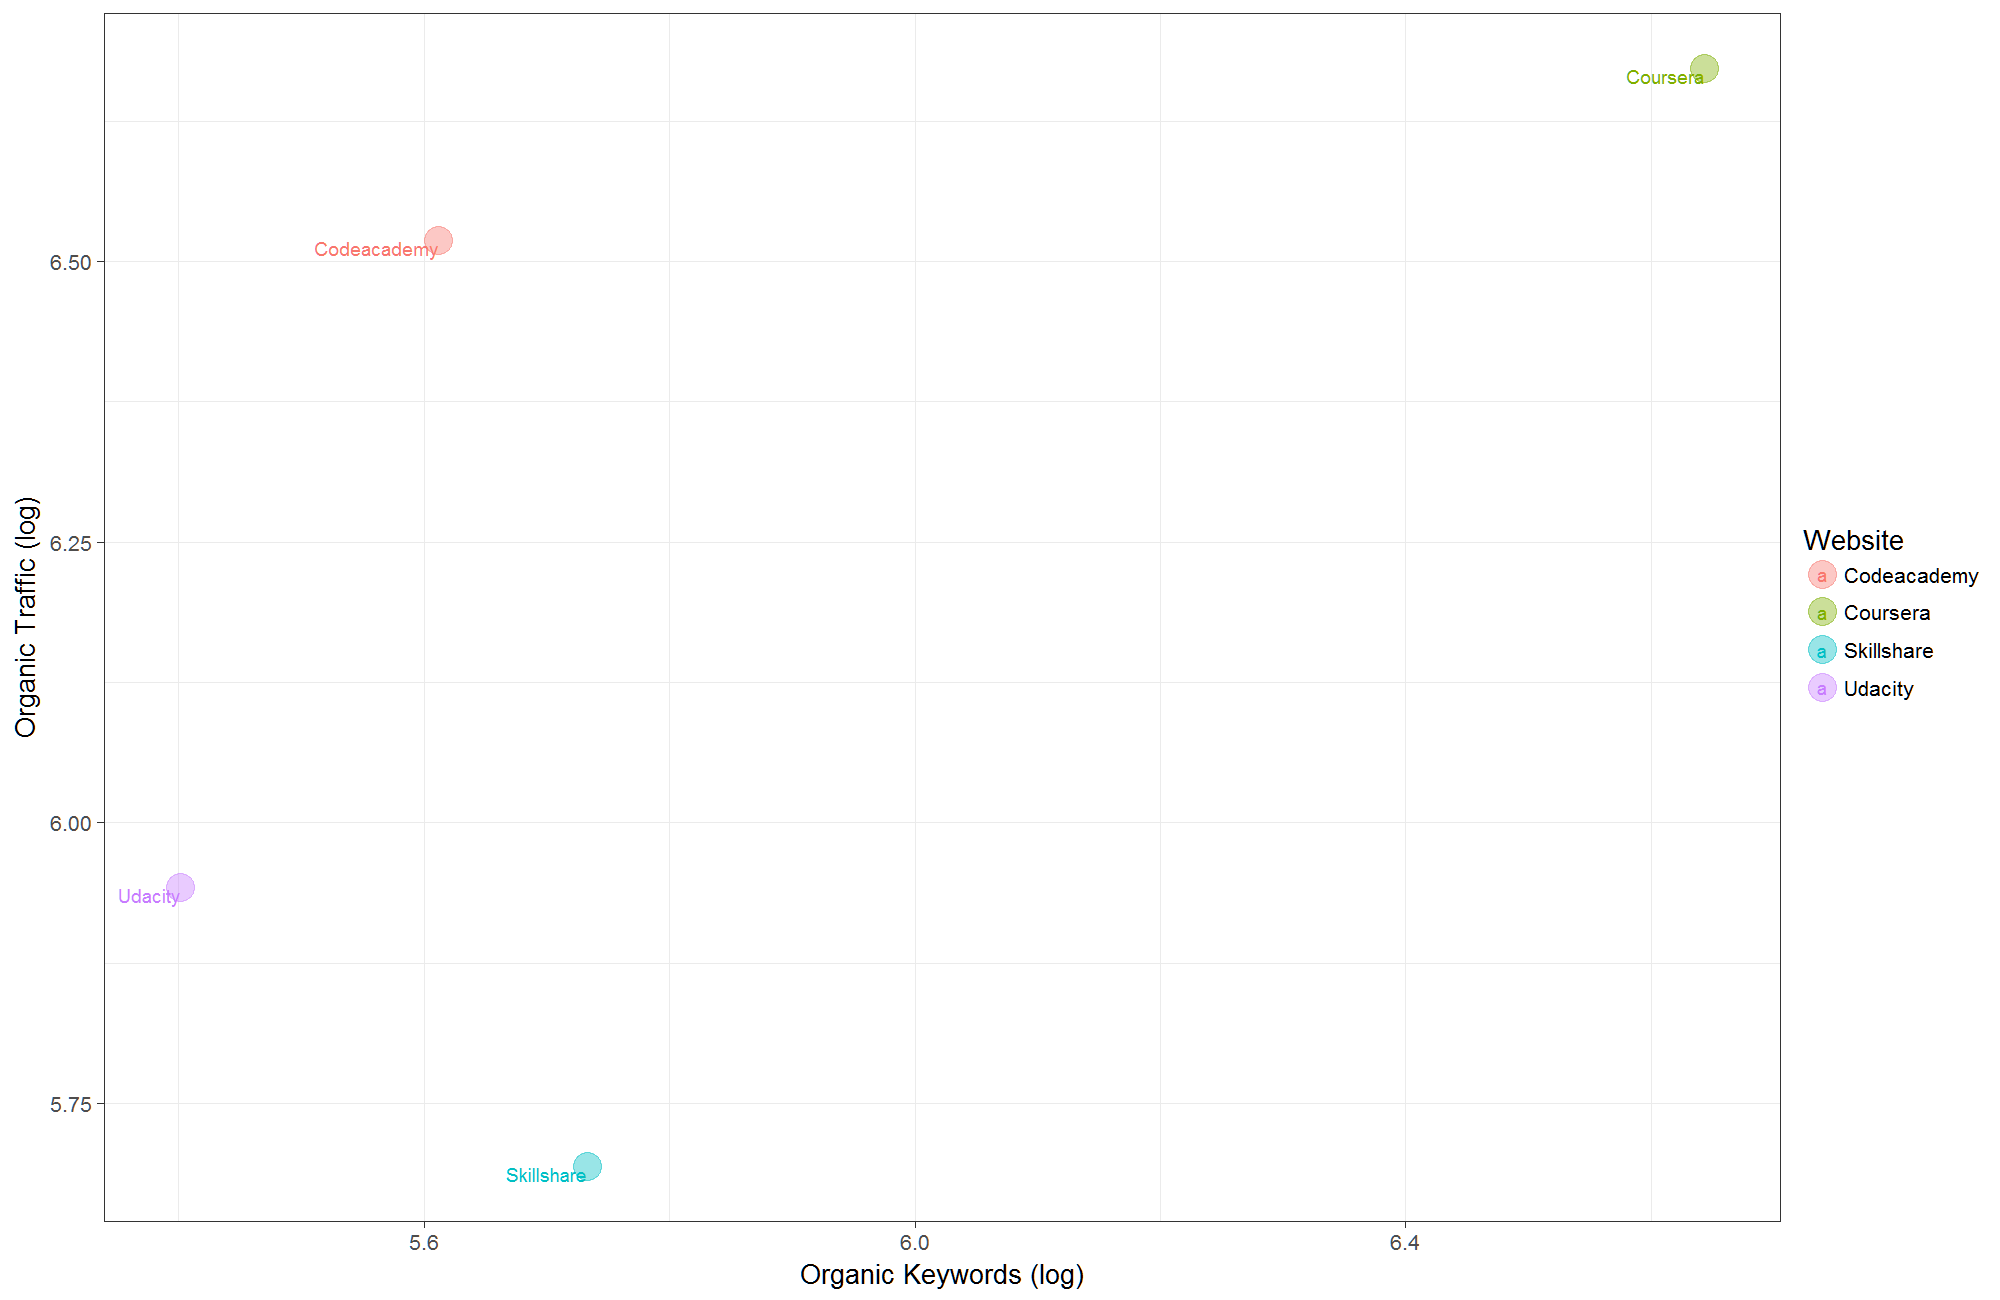 Coursera
Codeacademy
Udacity
Skillshare
6.50
6.25
6.00
5.75
Organic Traffic (log)
5.6
6.0
6.4
Organic Keywords (log)
Website
a Codeacademy
a Coursera
a Skillshare
a Udacity